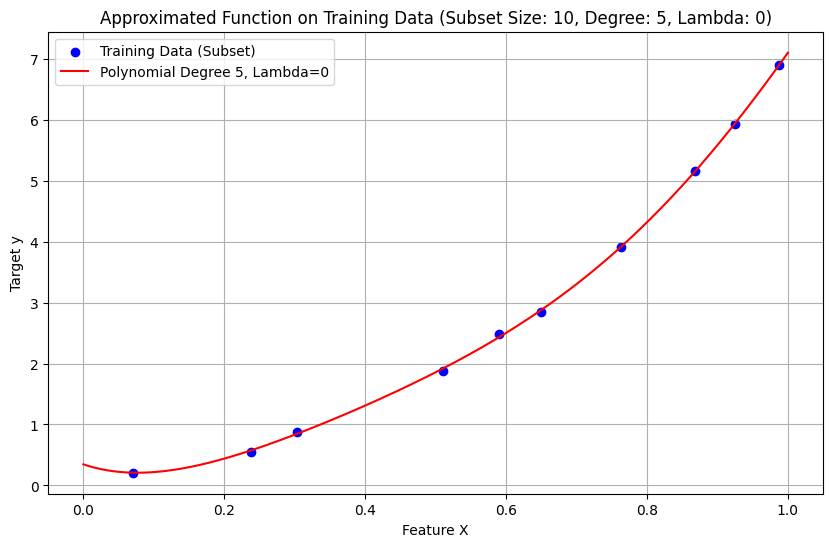 Approximated Function on Training Data (Subset Size: 10, Degree: 5, Lambda: 0)
Training Data (Subset)
Polynomial Degree 5, Lambda=0
7
6
5
4
3
2
1
0
Target y
0.0 0.2 0.4 0.6 0.8 1.0
Feature X